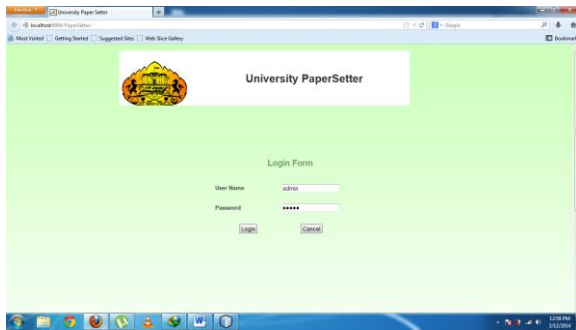 Firefox
University Paper Setter
localhost:8084/PaperSetter/
Google
Most Visited
Getting Started
Suggested Sites
Web Slice Gallery
Bookmarks
University PaperSetter
Login Form
User Name
admin
Password
•••••
Login
Cancel
W
12:58 PM
3/12/2014